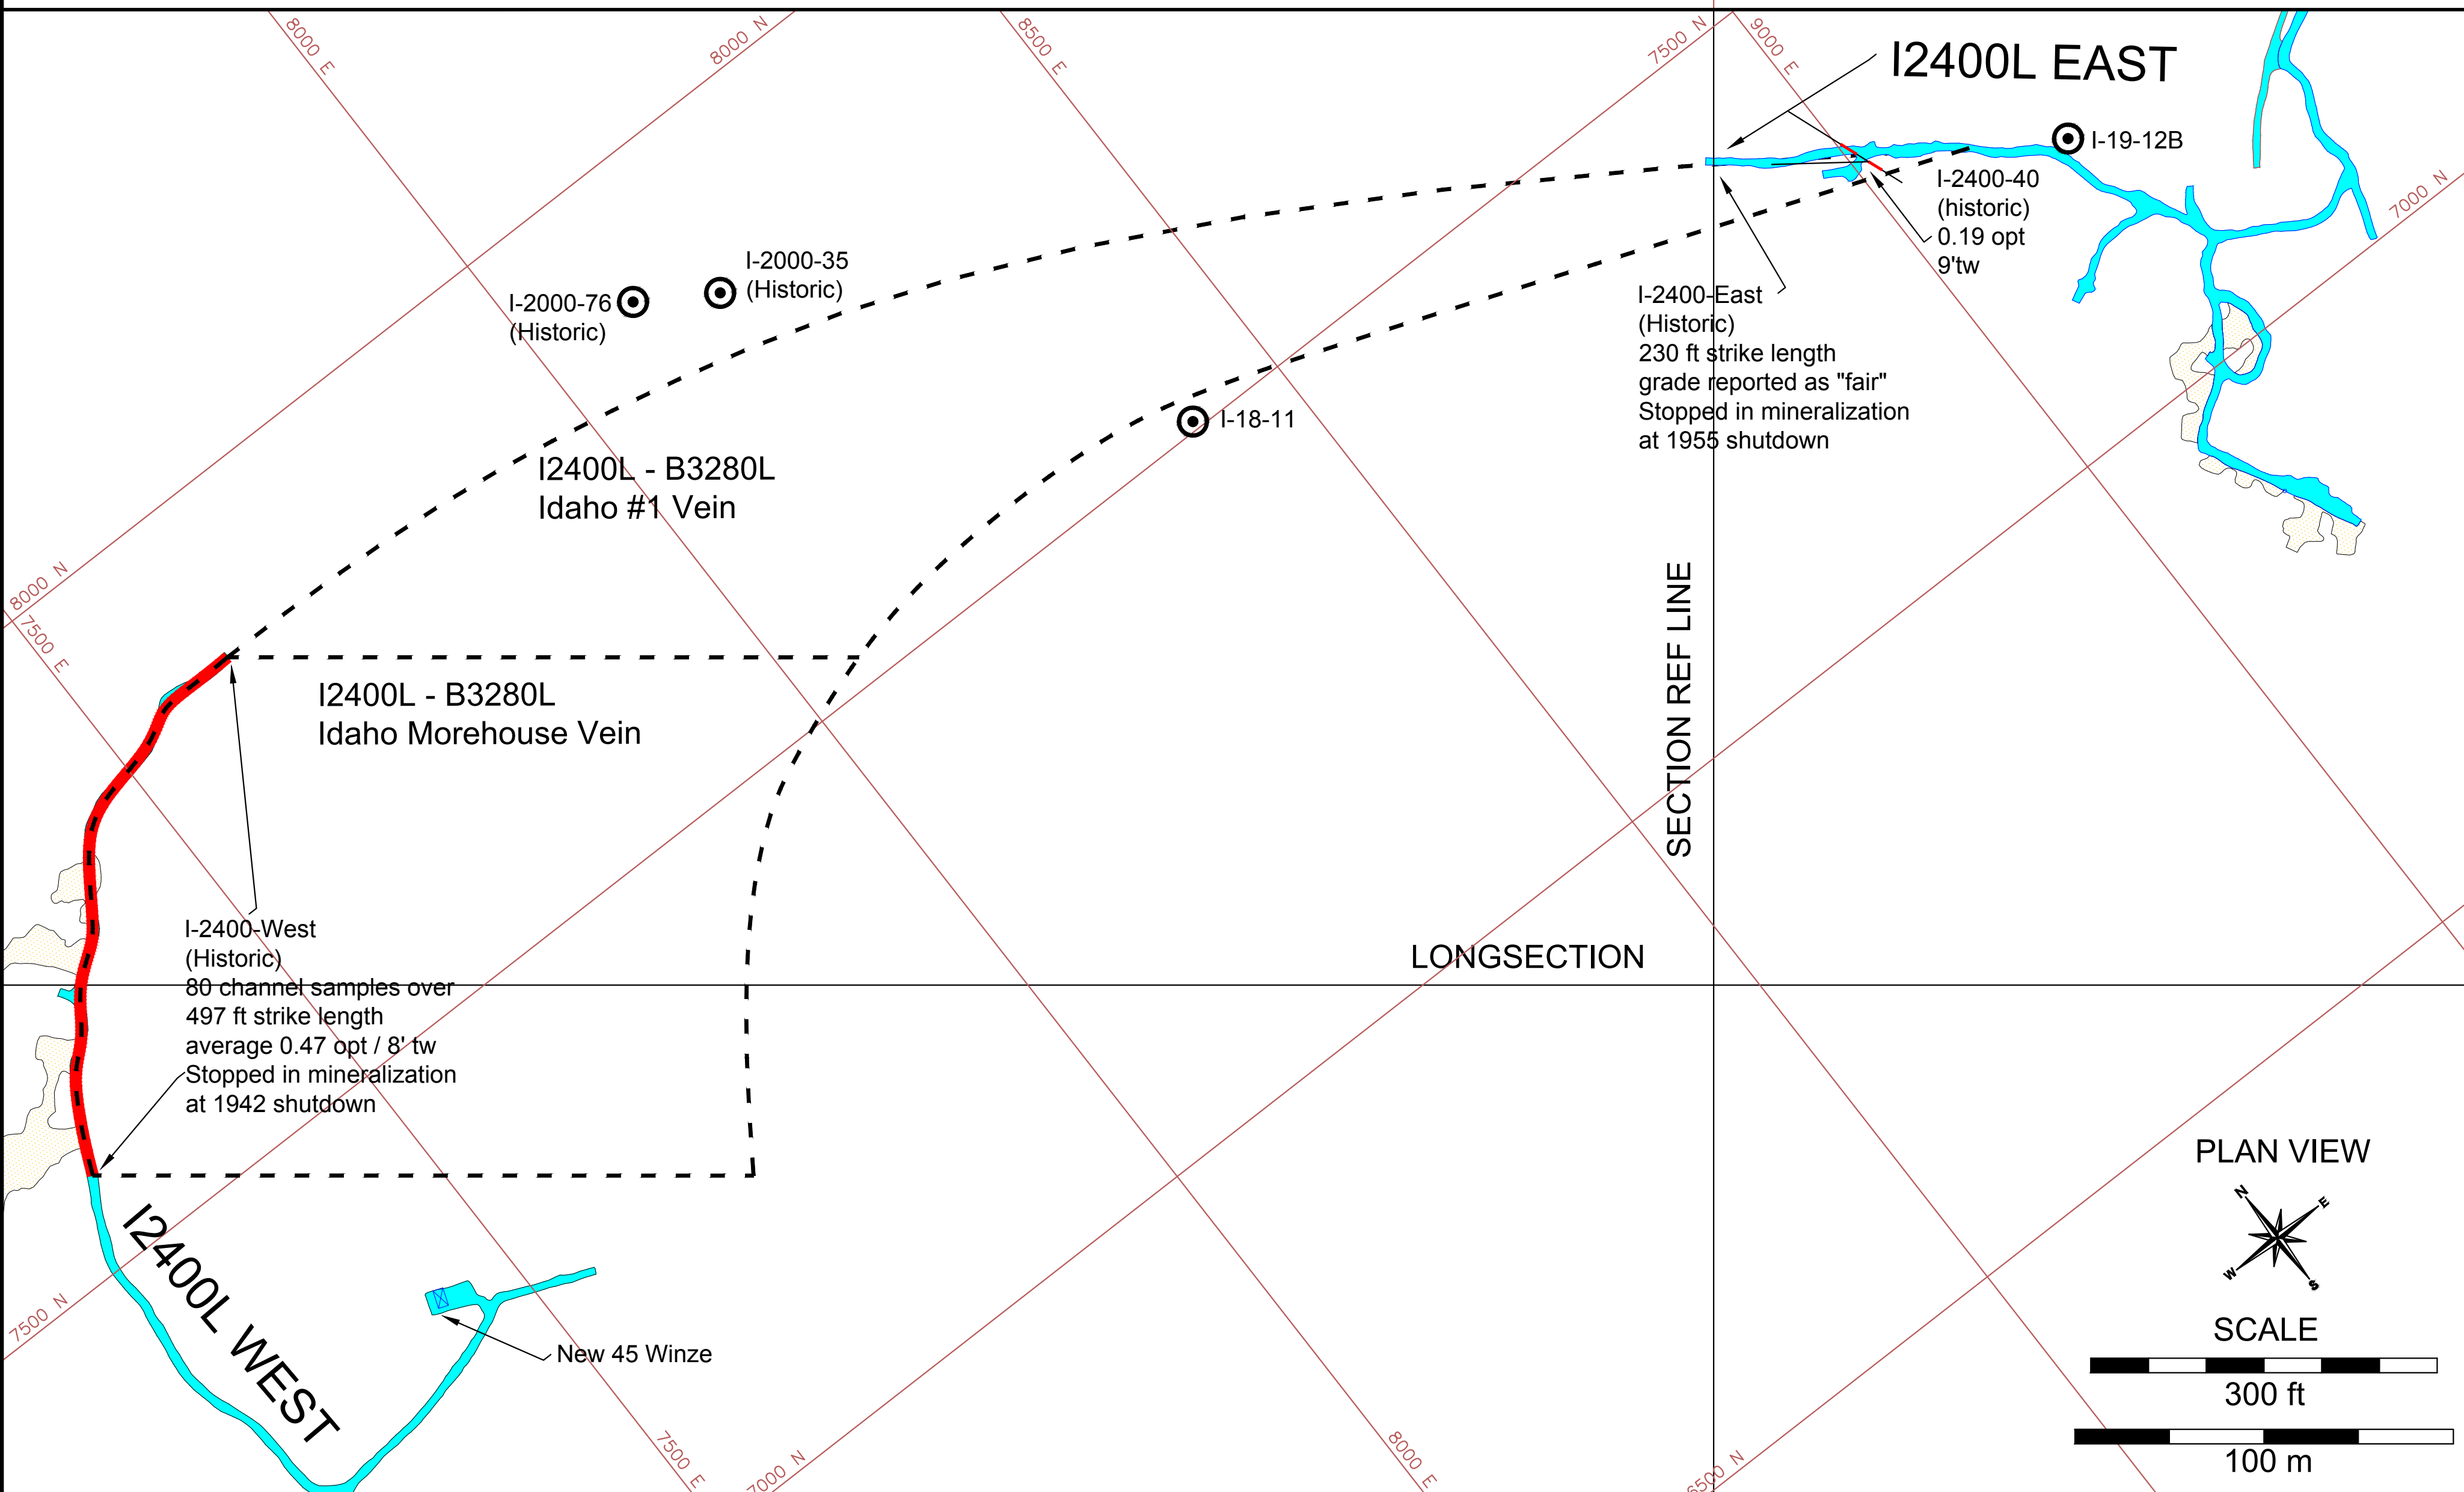 8000 E
8000 N
8500 E
7500 N
9000 E
I2400L EAST
I-19-12B
I-2400-40
(historic)
0.19 opt
9'tw
7000 N
I-2000-76
(Historic)
I-2000-35
(Historic)
I-2400-East
(Historic)
230 ft strike length
grade reported as "fair"
Stopped in mineralization
at 1955 shutdown
I-18-11
I2400L - B3280L
Idaho #1 Vein
8000 N
7500 E
I2400L - B3280L
Idaho Morehouse Vein
SECTION REF LINE
LONGSECTION
I-2400-West
(Historic)
80 channel samples over
497 ft strike length
average 0.47 opt / 8' tw
Stopped in mineralization
at 1942 shutdown
I2400L WEST
7500 N
New 45 Winze
7500 E
7000 N
8000 E
6500 N
PLAN VIEW
N
E
W
S
SCALE
300 ft
100 m